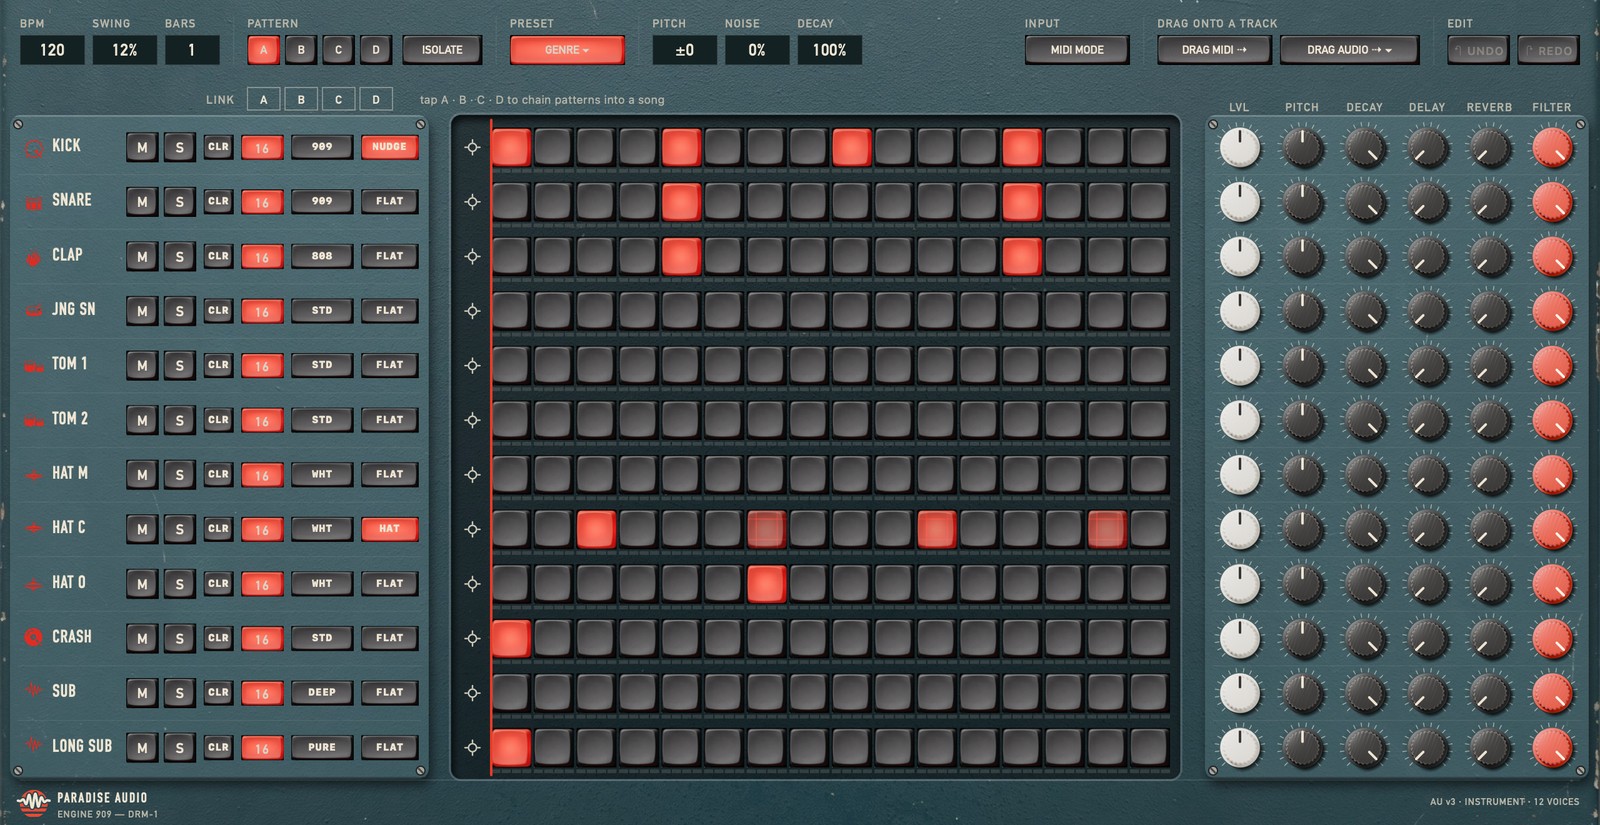 BPM SWING BARS PATTERN PRESET PITCH NOISE DECAY INPUT DRAG ONTO A TRACK EDIT
120 12% 1 A B C D ISOLATE GENRE ±0 0% 100% MIDI MODE DRAG MIDI ⇢ DRAG AUDIO ⇢ UNDO REDO
LINK A B C D tap A · B · C · D to chain patterns into a song
LVL PITCH DECAY DELAY REVERB FILTER
KICK M S CLR 16 909 NUDGE
SNARE M S CLR 16 909 FLAT
CLAP M S CLR 16 808 FLAT
JNG SN M S CLR 16 STD FLAT
TOM 1 M S CLR 16 STD FLAT
TOM 2 M S CLR 16 STD FLAT
HAT M M S CLR 16 WHT FLAT
HAT C M S CLR 16 WHT HAT
HAT O M S CLR 16 WHT FLAT
CRASH M S CLR 16 STD FLAT
SUB M S CLR 16 DEEP FLAT
LONG SUB M S CLR 16 PURE FLAT
PARADISE AUDIO
ENGINE 909 — DRM-1
AU v3 · INSTRUMENT · 12 VOICES